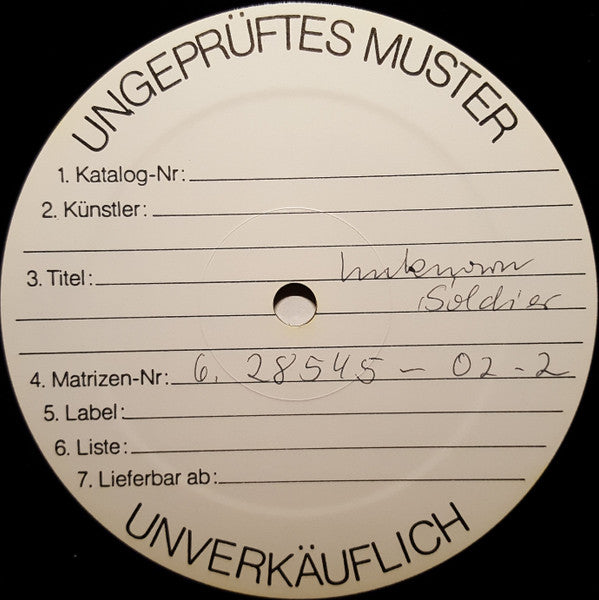 UNGEPRÜFTES MUSTER
1. Katalog-Nr:
2. Künstler:
3. Titel: Unknown
Soldier
4. Matrizen-Nr: 6. 28545 - 02 - 2
5. Label:
6. Liste:
7. Lieferbar ab:
UNVERKÄUFLICH